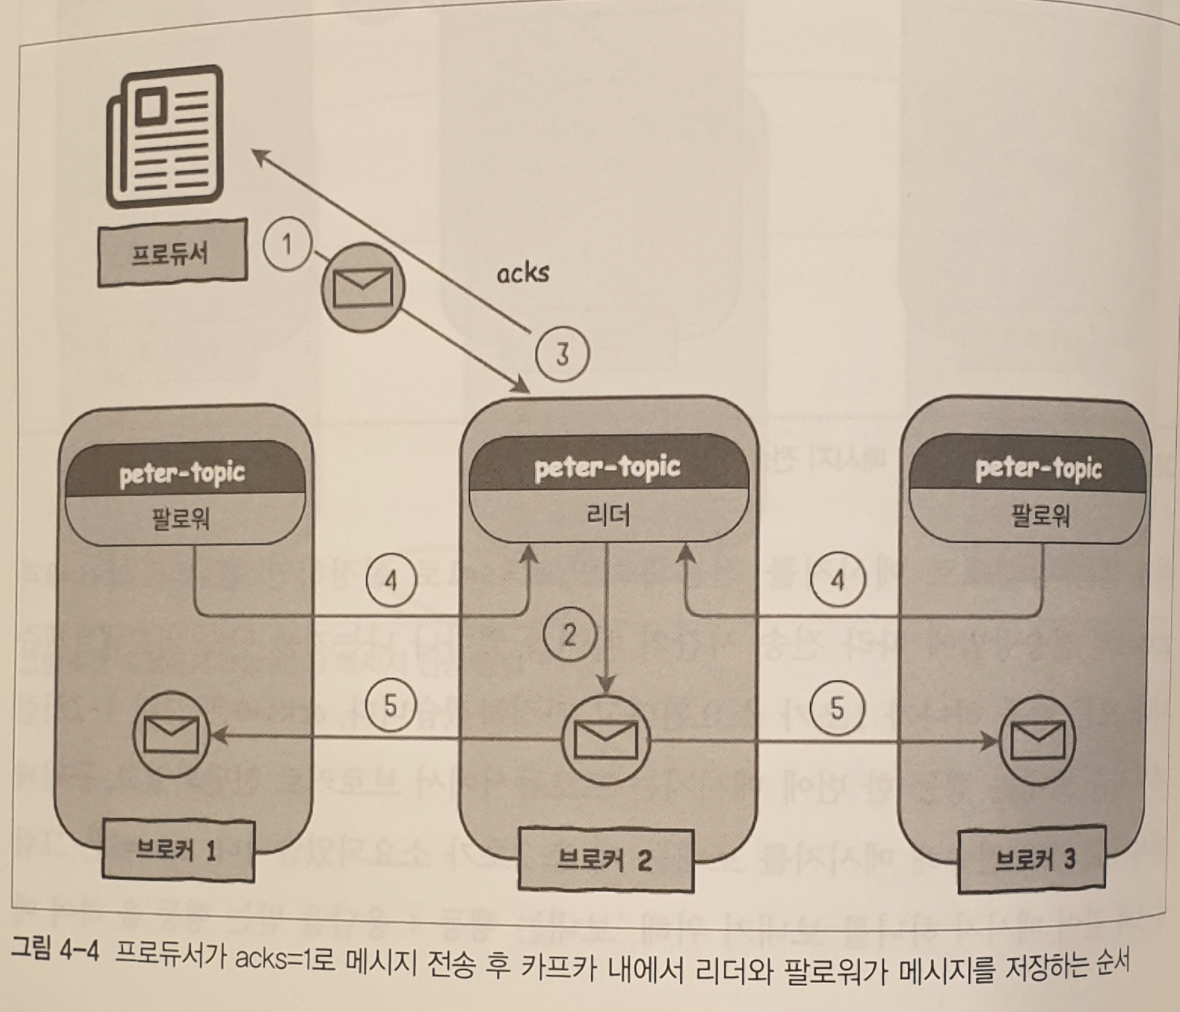 프로듀서
1
acks
3
peter-topic
팔로워
peter-topic
리더
peter-topic
팔로워
4
4
2
5
5
브로커 1
브로커 2
브로커 3
그림 4-4 프로듀서가 acks=1로 메시지 전송 후 카프카 내에서 리더와 팔로워가 메시지를 저장하는 순서